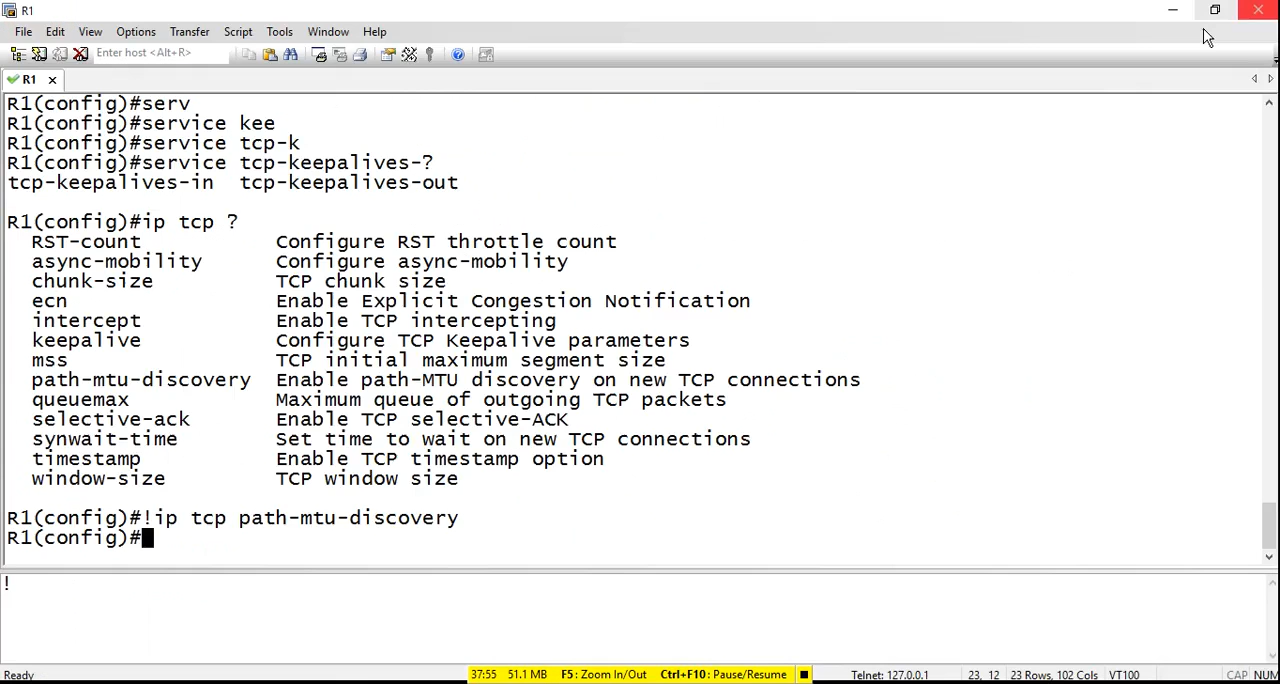 R1
File Edit View Options Transfer Script Tools Window Help
Enter host <Alt+R>
R1
R1(config)#serv
R1(config)#service kee
R1(config)#service tcp-k
R1(config)#service tcp-keepalives-?
tcp-keepalives-in  tcp-keepalives-out
R1(config)#ip tcp ?
RST-count Configure RST throttle count
async-mobility Configure async-mobility
chunk-size TCP chunk size
ecn Enable Explicit Congestion Notification
intercept Enable TCP intercepting
keepalive Configure TCP Keepalive parameters
mss TCP initial maximum segment size
path-mtu-discovery Enable path-MTU discovery on new TCP connections
queuemax Maximum queue of outgoing TCP packets
selective-ack Enable TCP selective-ACK
synwait-time Set time to wait on new TCP connections
timestamp Enable TCP timestamp option
window-size TCP window size
R1(config)#!ip tcp path-mtu-discovery
R1(config)#
!
Ready 37:55 51.1 MB F5: Zoom In/Out Ctrl+F10: Pause/Resume Telnet: 127.0.0.1 23, 12 23 Rows, 102 Cols VT100 CAP NUM